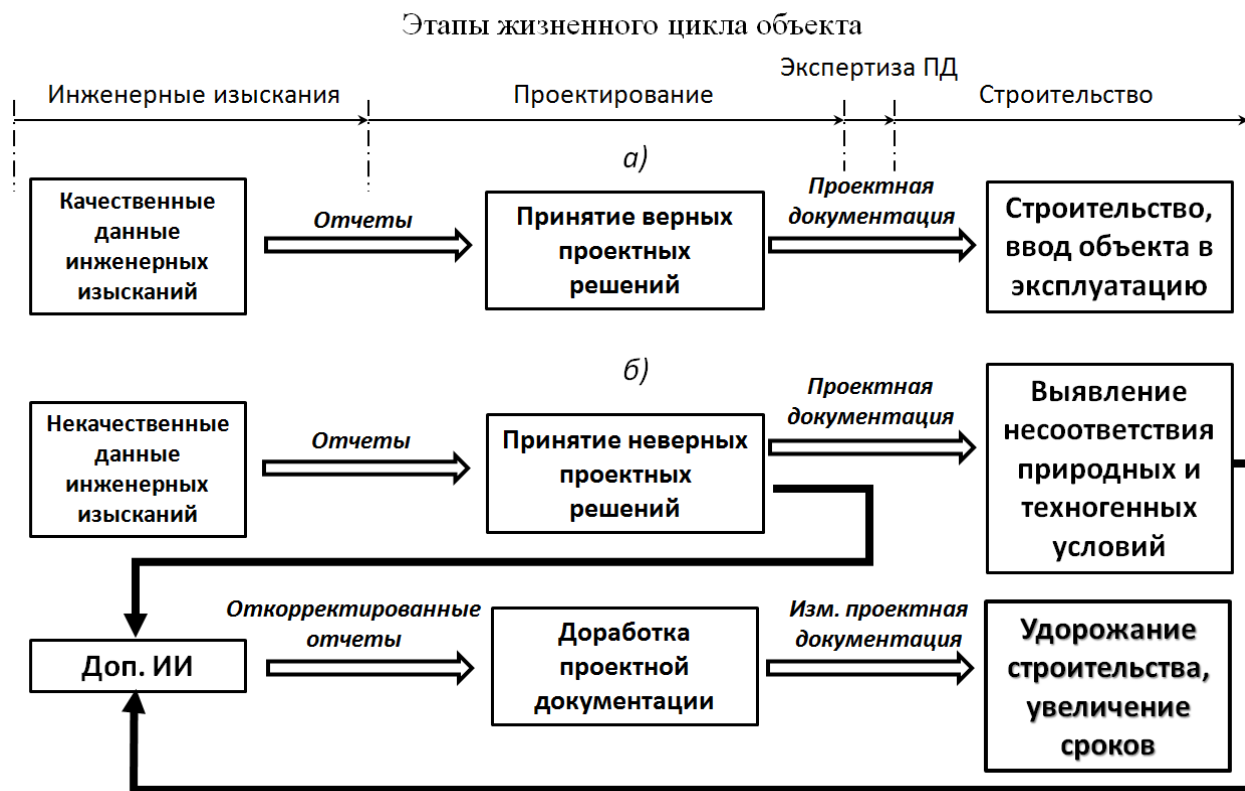 Этапы жизненного цикла объекта
Экспертиза ПД
Инженерные изыскания
Проектирование
Строительство
а)
Качественные
данные
инженерных
изысканий
Отчеты
Принятие верных
проектных
решений
Проектная
документация
Строительство,
ввод объекта в
эксплуатацию
б)
Некачественные
данные
инженерных
изысканий
Отчеты
Принятие неверных
проектных
решений
Проектная
документация
Выявление
несоответствия
природных и
техногенных
условий
Доп. ИИ
Откорректированные
отчеты
Доработка
проектной
документации
Изм. проектная
документация
Удорожание
строительства,
увеличение
сроков